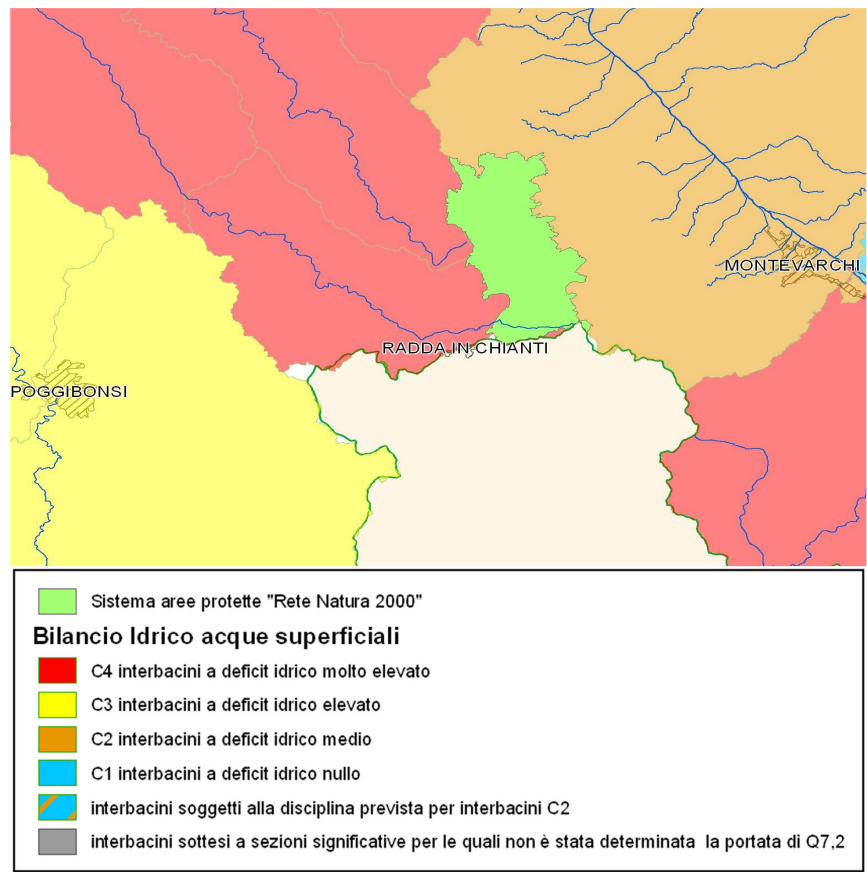 MONTEVARCHI
RADDA IN CHIANTI
POGGIBONSI
Sistema aree protette "Rete Natura 2000"
Bilancio Idrico acque superficiali
C4 interbacini a deficit idrico molto elevato
C3 interbacini a deficit idrico elevato
C2 interbacini a deficit idrico medio
C1 interbacini a deficit idrico nullo
interbacini soggetti alla disciplina prevista per interbacini C2
interbacini sottesi a sezioni significative per le quali non è stata determinata la portata di Q7,2